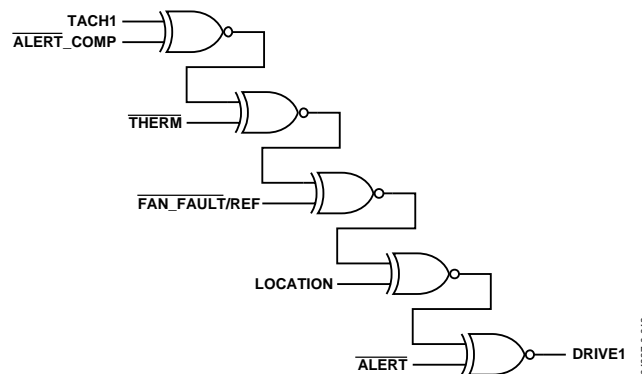 TACH1
ALERT_COMP
THERM
FAN_FAULT/REF
LOCATION
ALERT
DRIVE1